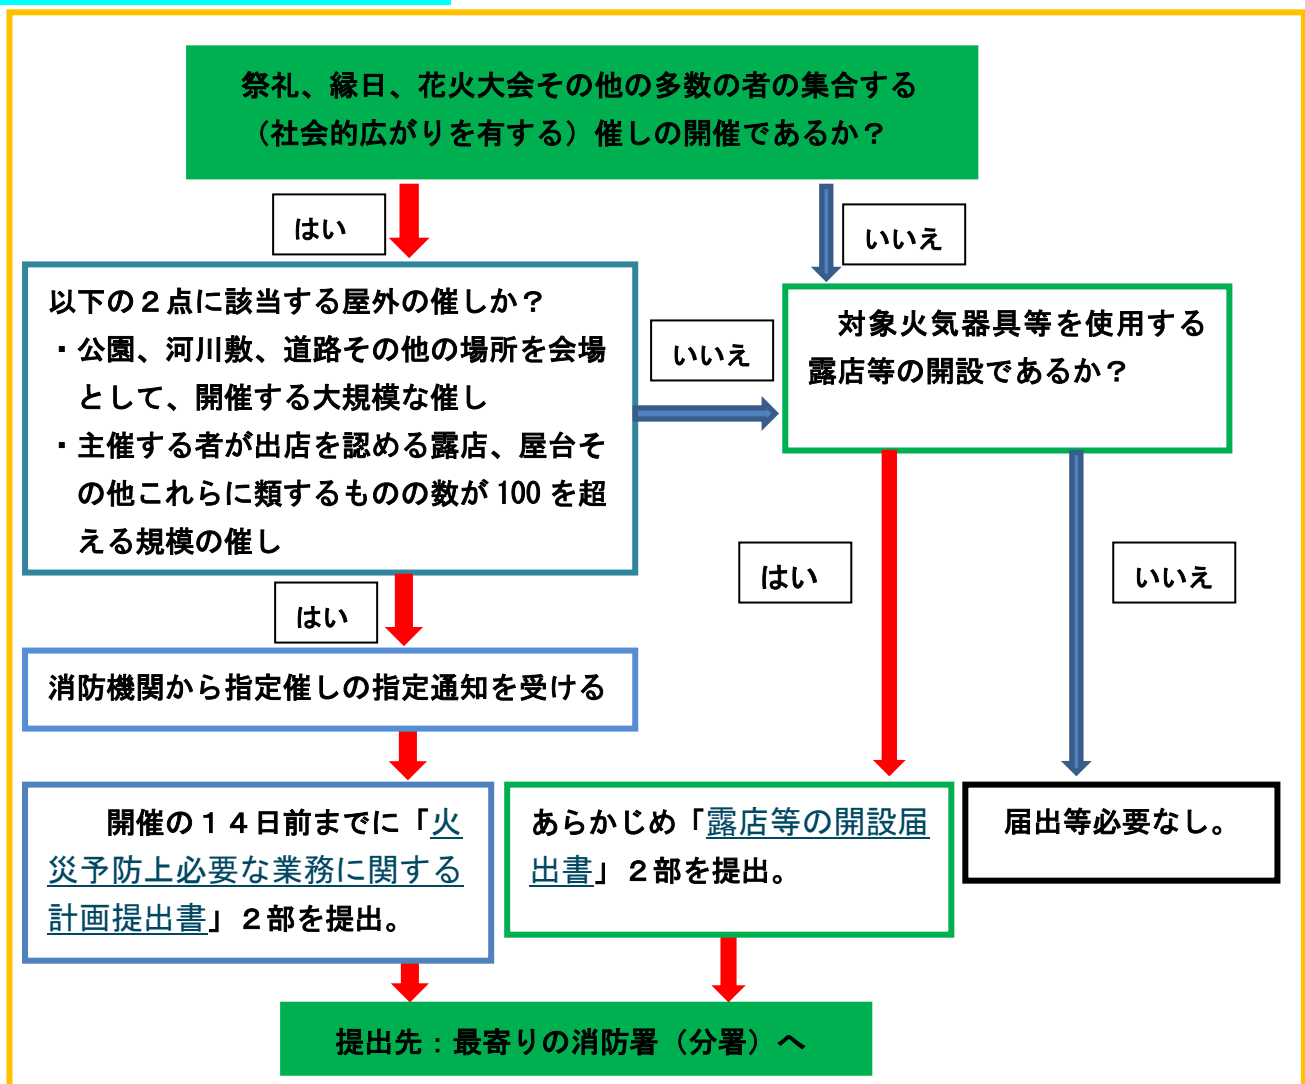 祭礼、縁日、花火大会その他の多数の者の集合する
（社会的広がりを有する）催しの開催であるか？
はい
いいえ
以下の２点に該当する屋外の催しか？
・公園、河川敷、道路その他の場所を会場
として、開催する大規模な催し
・主催する者が出店を認める露店、屋台そ
の他これらに類するものの数が100を超
える規模の催し
いいえ
対象火気器具等を使用する
露店等の開設であるか？
はい
いいえ
はい
消防機関から指定催しの指定通知を受ける
開催の１４日前までに「火
災予防上必要な業務に関する
計画提出書」２部を提出。
あらかじめ「露店等の開設届
出書」２部を提出。
届出等必要なし。
提出先：最寄りの消防署（分署）へ